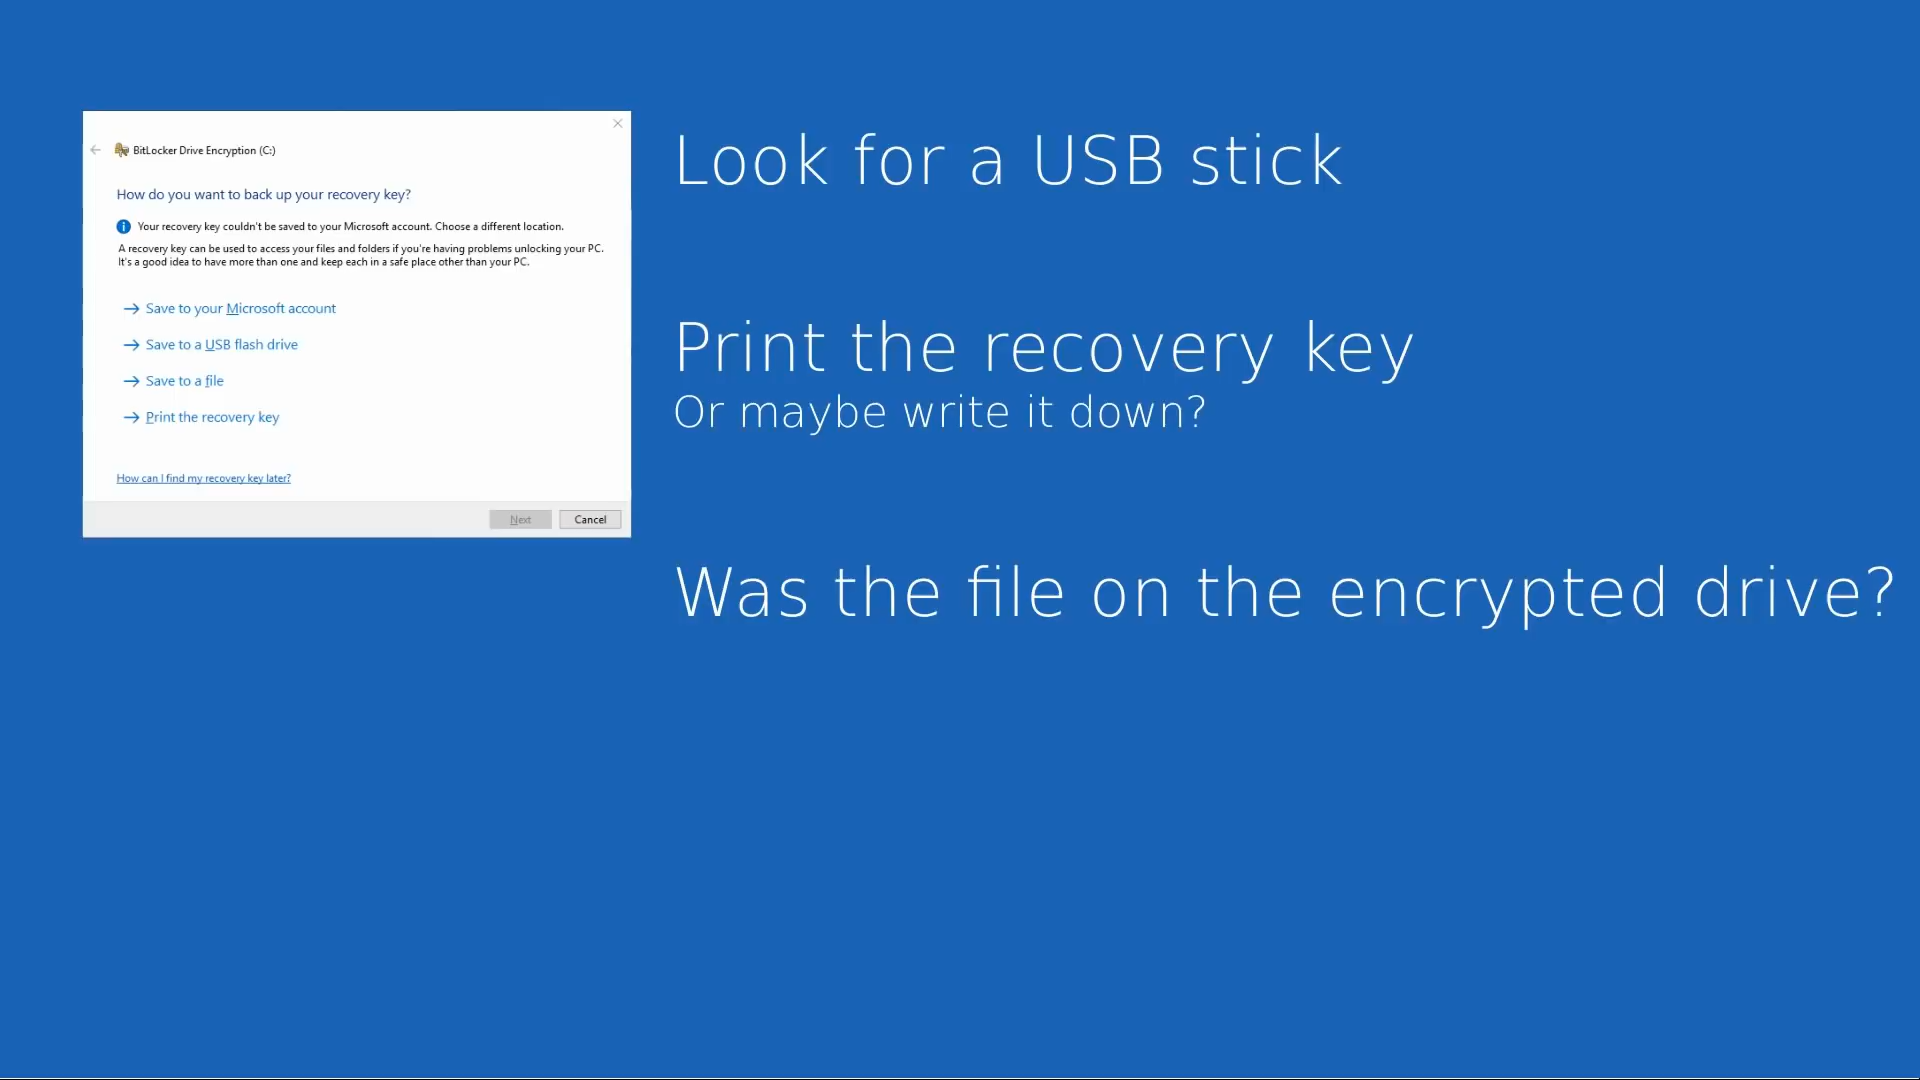 BitLocker Drive Encryption (C:)
How do you want to back up your recovery key?
Your recovery key couldn't be saved to your Microsoft account. Choose a different location.
A recovery key can be used to access your files and folders if you're having problems unlocking your PC.
It's a good idea to have more than one and keep each in a safe place other than your PC.
Save to your Microsoft account
Save to a USB flash drive
Save to a file
Print the recovery key
How can I find my recovery key later?
Next
Cancel
Look for a USB stick
Print the recovery key
Or maybe write it down?
Was the file on the encrypted drive?